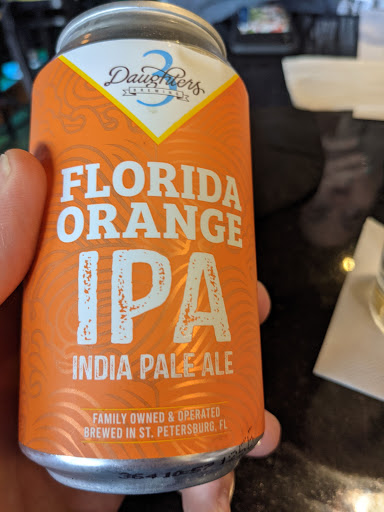 3
Daughters
BREWING
FLORIDA
ORANGE
IPA
INDIA PALE ALE
FAMILY OWNED & OPERATED
BREWED IN ST. PETERSBURG, FL